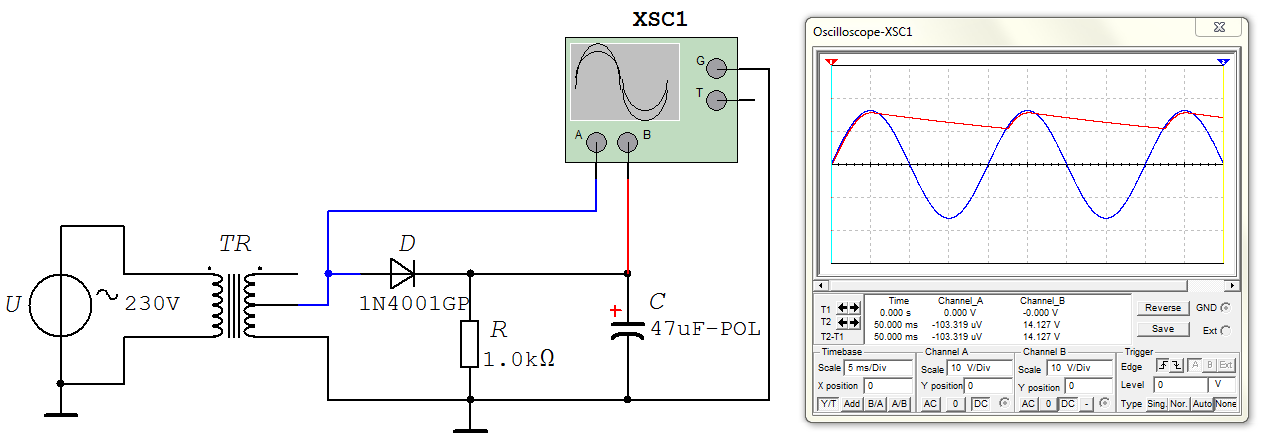 XSC1
G
T
A
B
TR
D
U
230V
1N4001GP
R
1.0kΩ
C
47uF-POL
Oscilloscope-XSC1
Time Channel_A Channel_B
T1 0.000 s 0.000 V -0.000 V
T2 50.000 ms -103.319 uV 14.127 V
T2-T1 50.000 ms -103.319 uV 14.127 V
Reverse
Save
GND
Ext
Timebase
Scale 5 ms/Div
X position 0
Y/T Add B/A A/B
Channel A
Scale 10 V/Div
Y position 0
AC 0 DC
Channel B
Scale 10 V/Div
Y position 0
AC 0 DC -
Trigger
Edge A B Ext
Level 0 V
Type Sing. Nor. Auto None